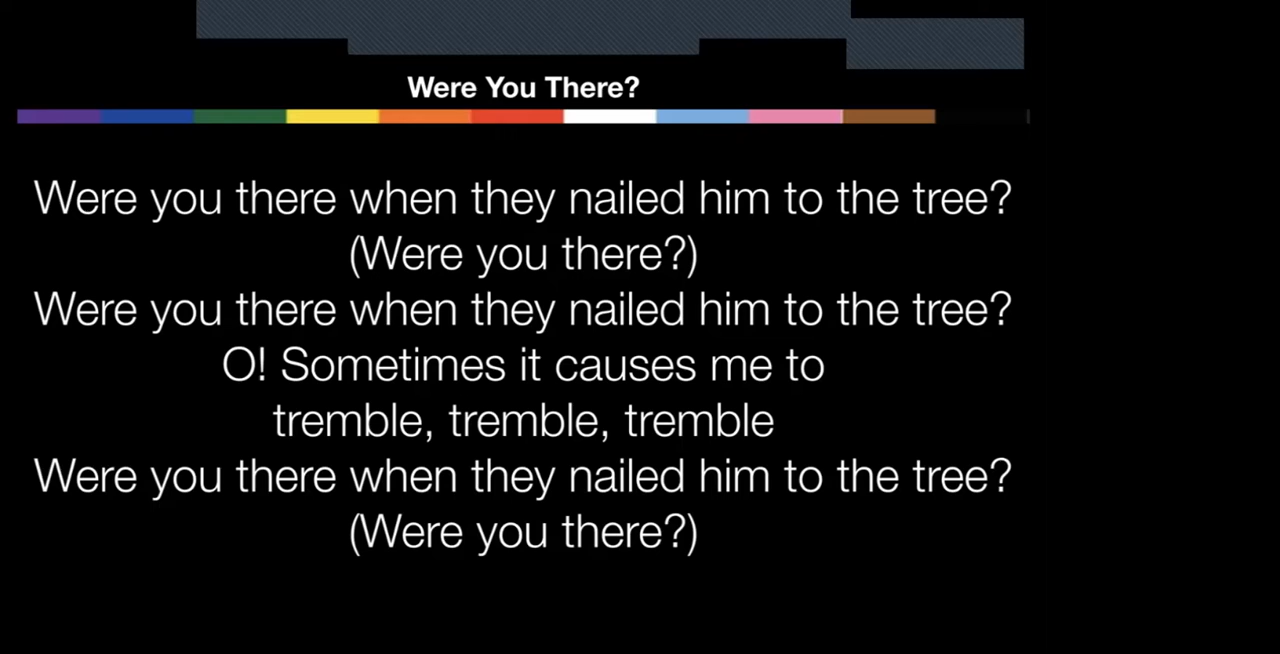 Were You There?
Were you there when they nailed him to the tree?
(Were you there?)
Were you there when they nailed him to the tree?
O! Sometimes it causes me to
tremble, tremble, tremble
Were you there when they nailed him to the tree?
(Were you there?)